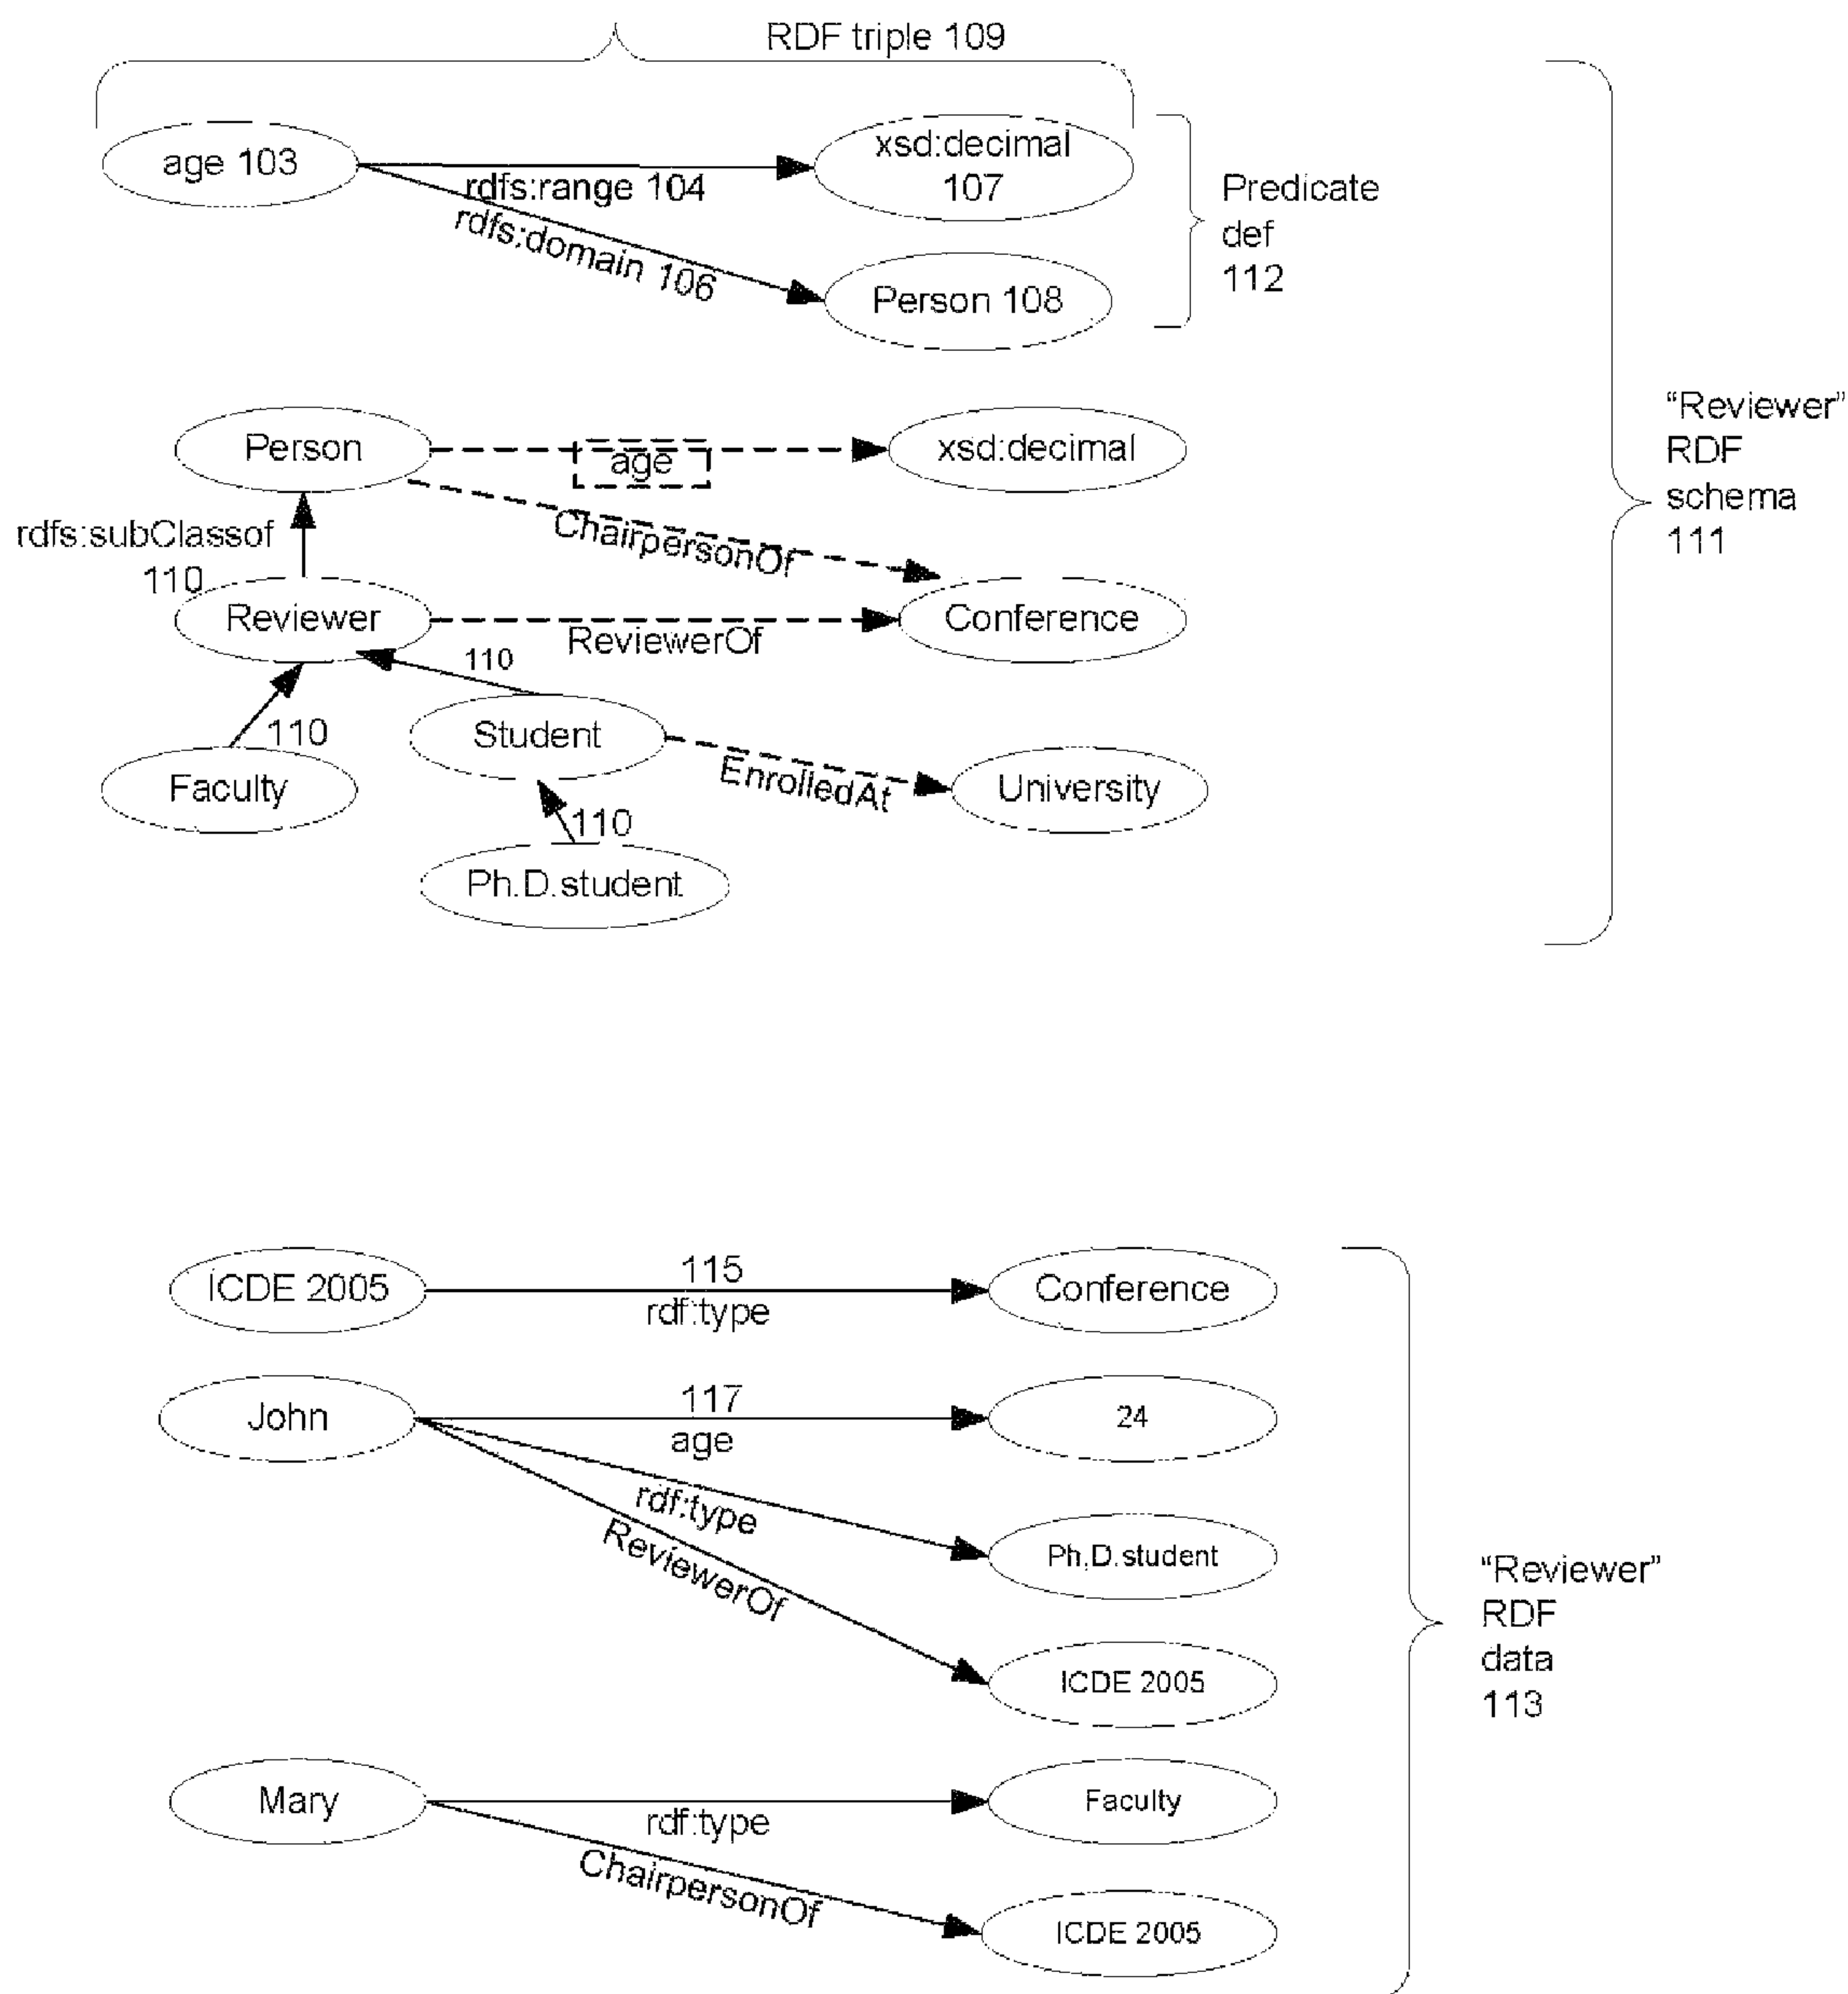 RDF triple 109
age 103
xsd:decimal
107
rdfs:range 104
rdfs:domain 106
Person 108
Predicate
def
112
Person
age
xsd:decimal
ChairpersonOf
rdfs:subClassof
110
Reviewer
ReviewerOf
Conference
110
110
Faculty
Student
EnrolledAt
University
110
Ph.D.student
“Reviewer”
RDF
schema
111
ICDE 2005
115
rdf:type
Conference
John
117
age
24
rdf:type
Ph.D.student
ReviewerOf
ICDE 2005
Mary
rdf:type
Faculty
ChairpersonOf
ICDE 2005
“Reviewer”
RDF
data
113